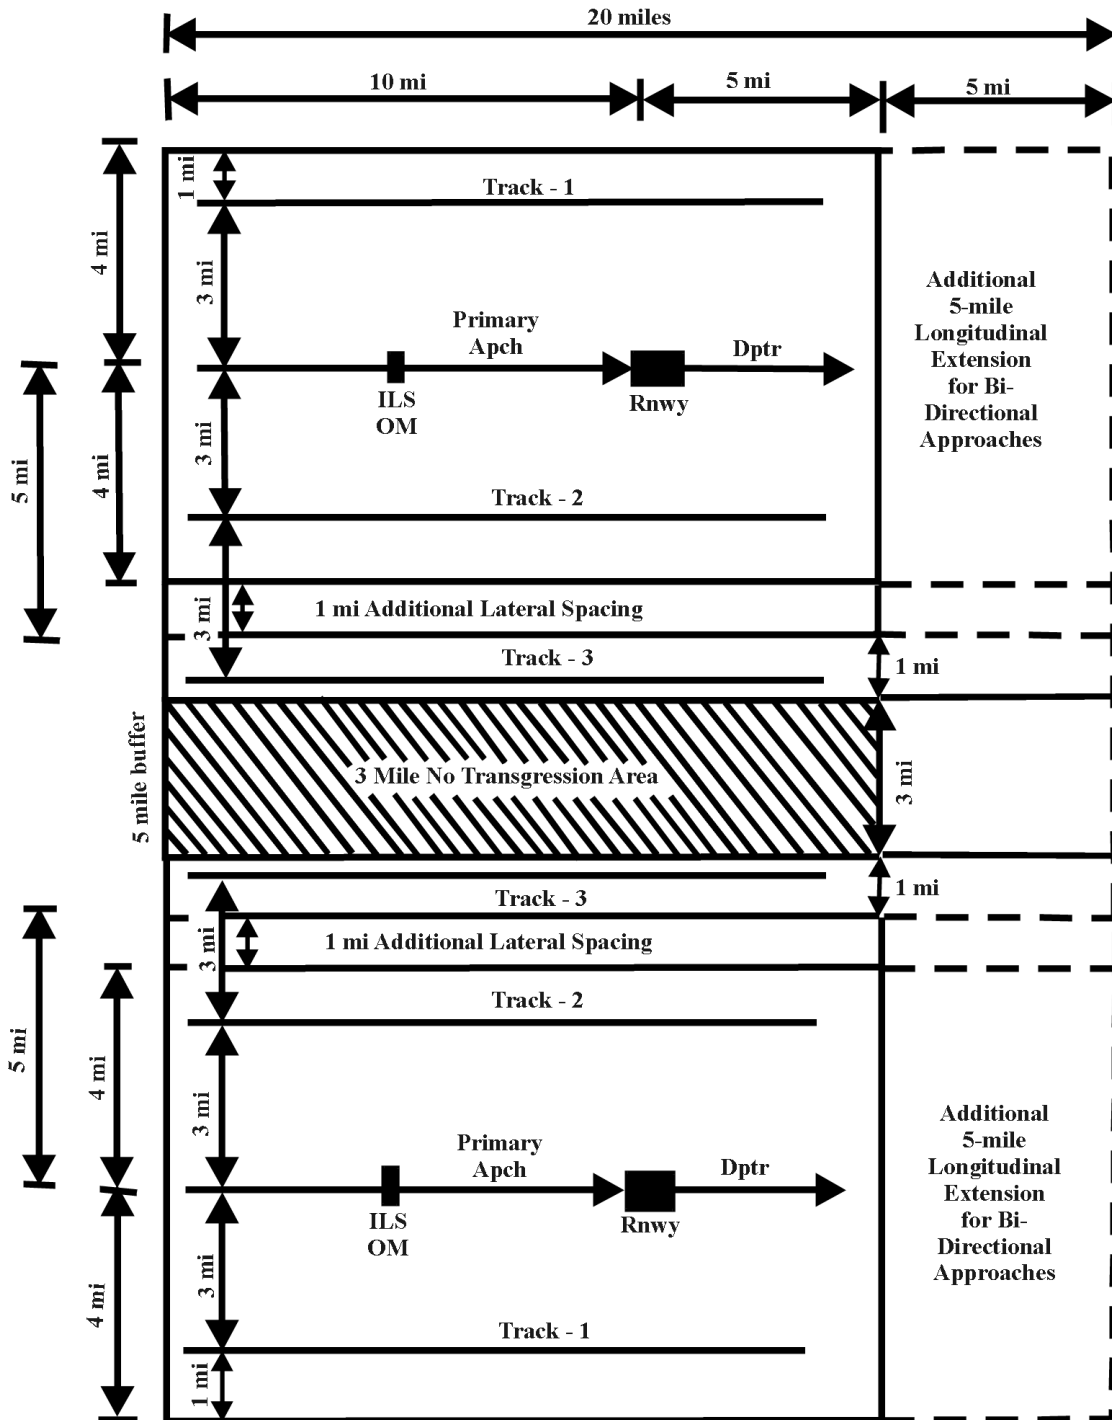 20 miles
10 mi
5 mi
5 mi
1 mi
Track - 1
4 mi
3 mi
Additional
5-mile
Longitudinal
Extension
for Bi-
Directional
Approaches
Primary
Apch
Dptr
ILS
OM
Rnwy
5 mi
4 mi
3 mi
Track - 2
1 mi Additional Lateral Spacing
3 mi
Track - 3
1 mi
5 mile buffer
3 Mile No Transgression Area
3 mi
1 mi
Track - 3
3 mi
1 mi Additional Lateral Spacing
Track - 2
5 mi
4 mi
3 mi
Primary
Apch
Dptr
ILS
OM
Rnwy
Additional
5-mile
Longitudinal
Extension
for Bi-
Directional
Approaches
4 mi
3 mi
Track - 1
1 mi